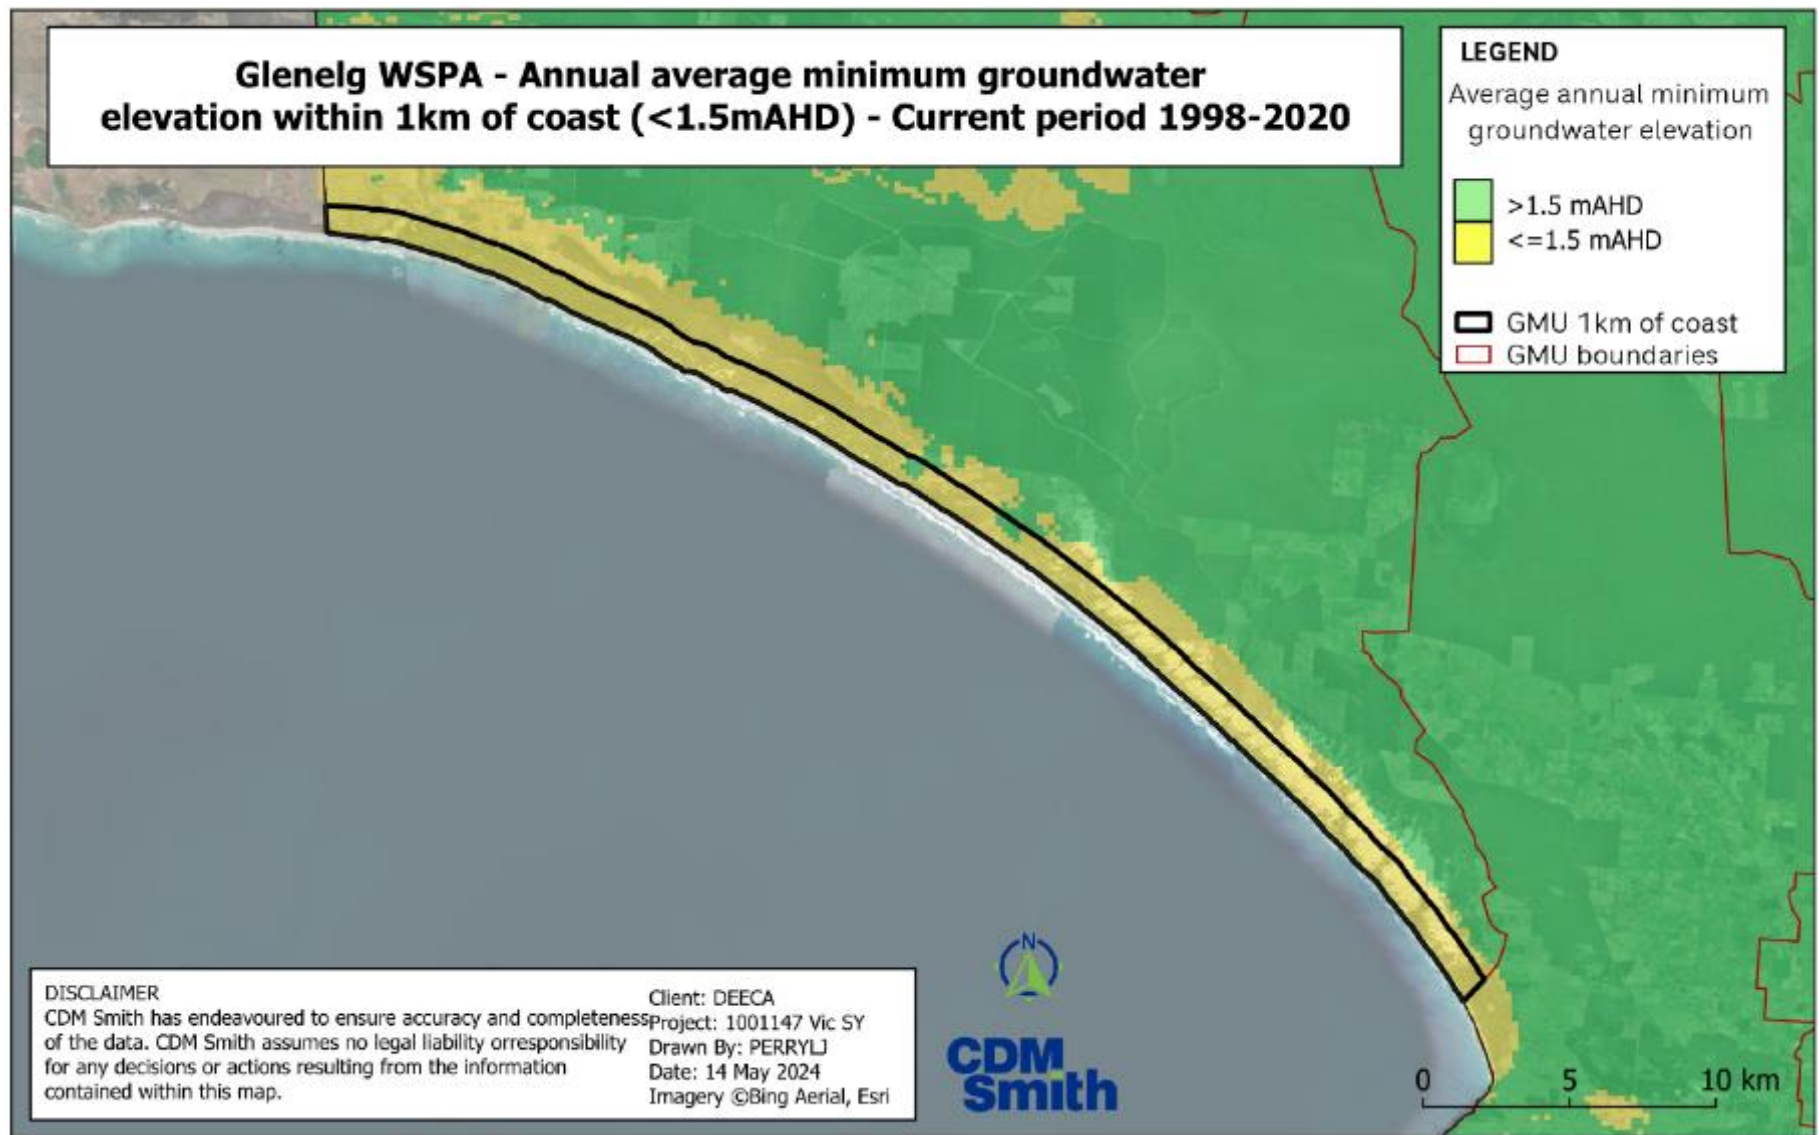 Glenelg WSPA - Annual average minimum groundwater
elevation within 1km of coast (<1.5mAHD) - Current period 1998-2020
LEGEND
Average annual minimum
groundwater elevation
>1.5 mAHD
<=1.5 mAHD
GMU 1km of coast
GMU boundaries
DISCLAIMER
CDM Smith has endeavoured to ensure accuracy and completeness
of the data. CDM Smith assumes no legal liability orresponsibility
for any decisions or actions resulting from the information
contained within this map.
Client: DEECA
Project: 1001147 Vic SY
Drawn By: PERRYLJ
Date: 14 May 2024
Imagery ©Bing Aerial, Esri
N
CDM
Smith
0 5 10 km